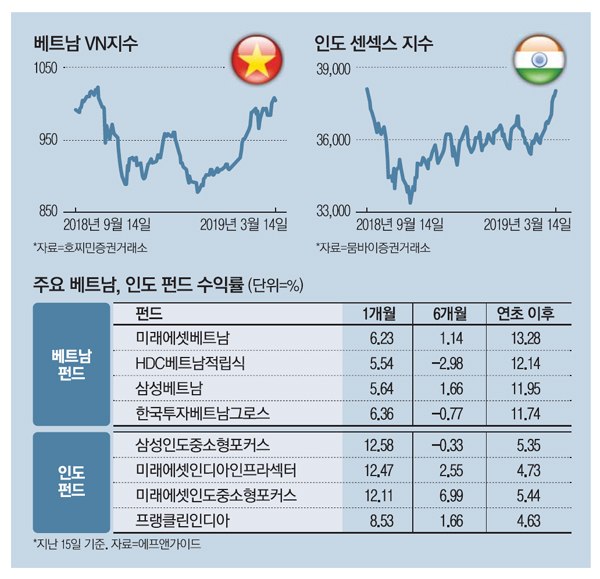 베트남 VN지수
1050
950
850
2018년 9월 14일 2019년 3월 14일
*자료=호찌민증권거래소
인도 센섹스 지수
39,000
36,000
33,000
2018년 9월 14일 2019년 3월 14일
*자료=뭄바이증권거래소
주요 베트남, 인도 펀드 수익률 (단위=%)
펀드 1개월 6개월 연초 이후
베트남
펀드
미래에셋베트남 6.23 1.14 13.28
HDC베트남적립식 5.54 -2.98 12.14
삼성베트남 5.64 1.66 11.95
한국투자베트남그로스 6.36 -0.77 11.74
인도
펀드
삼성인도중소형포커스 12.58 -0.33 5.35
미래에셋인디아인프라섹터 12.47 2.55 4.73
미래에셋인도중소형포커스 12.11 6.99 5.44
프랭클린인디아 8.53 1.66 4.63
*지난 15일 기준. 자료=에프앤가이드